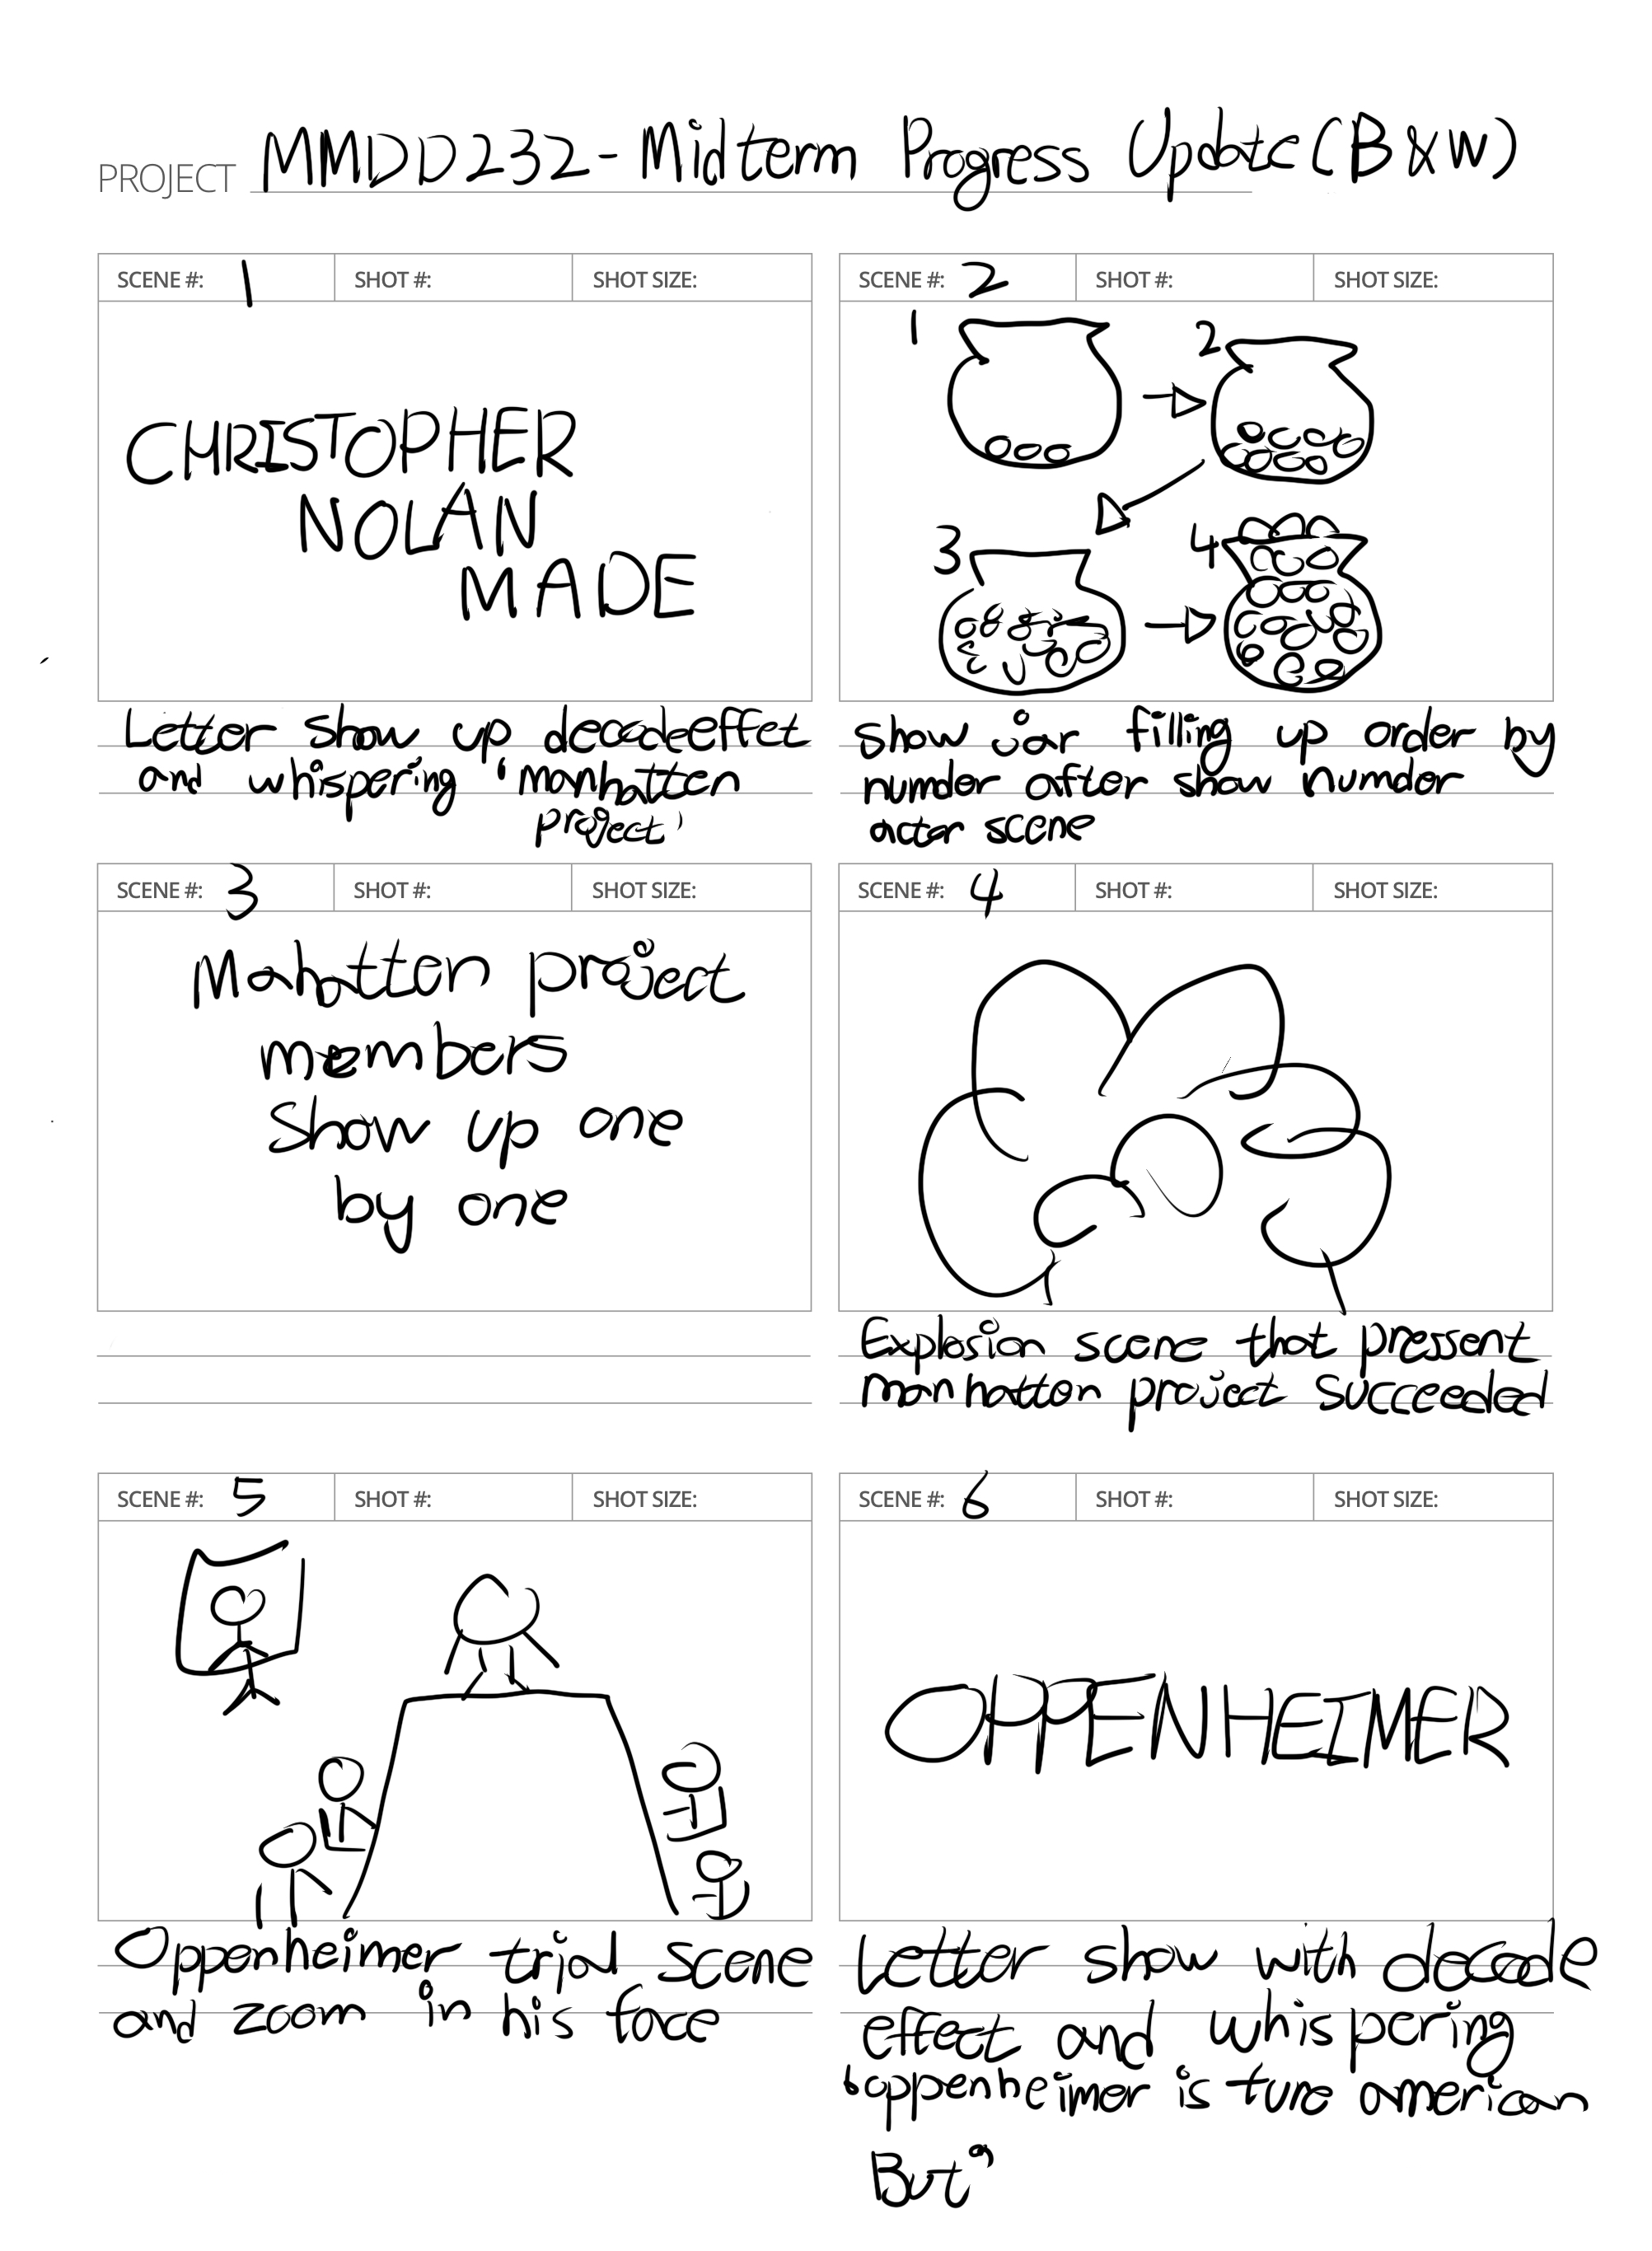 PROJECT MMDD232-Midterm Progress Update (B&W)
SCENE #: 1 SHOT #: SHOT SIZE:
CHRISTOPHER
NOLAN
MADE
Letter show up decode effet
and whispering 'manhatten
project'
SCENE #: 2 SHOT #: SHOT SIZE:
1
2
3
4
show jar filling up order by
numder after show numder
actor scene
SCENE #: 3 SHOT #: SHOT SIZE:
Mahatten project
members
show up one
by one
SCENE #: 4 SHOT #: SHOT SIZE:
Explosion scene that pressent
manhatton project succeeded
SCENE #: 5 SHOT #: SHOT SIZE:
Oppenheimer trial scene
and zoom in his face
SCENE #: 6 SHOT #: SHOT SIZE:
OPPENHEIMER
Letter show with decode
effect and whispering
"oppenheimer is ture american
But"